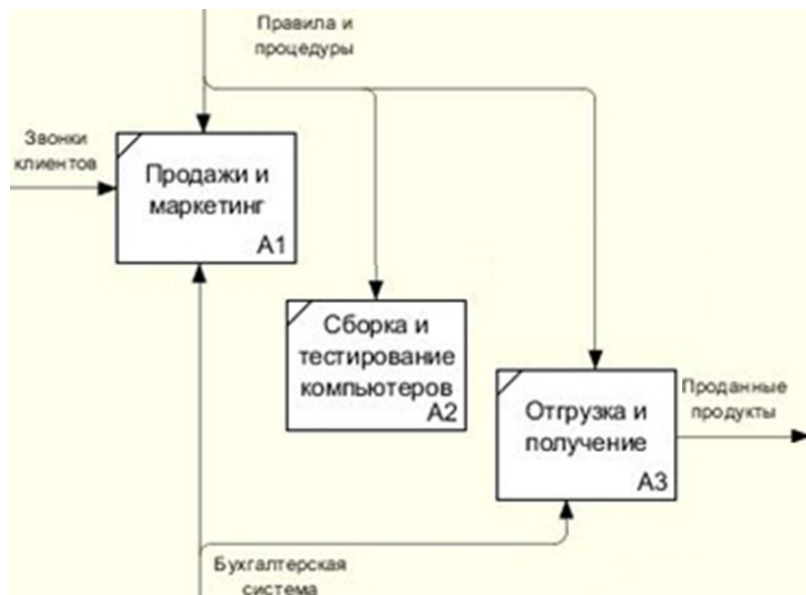 Правила и
процедуры
Звонки
клиентов
Продажи и
маркетинг
A1
Сборка и
тестирование
компьютеров
A2
Отгрузка и
получение
A3
Проданные
продукты
Бухгалтерская
система